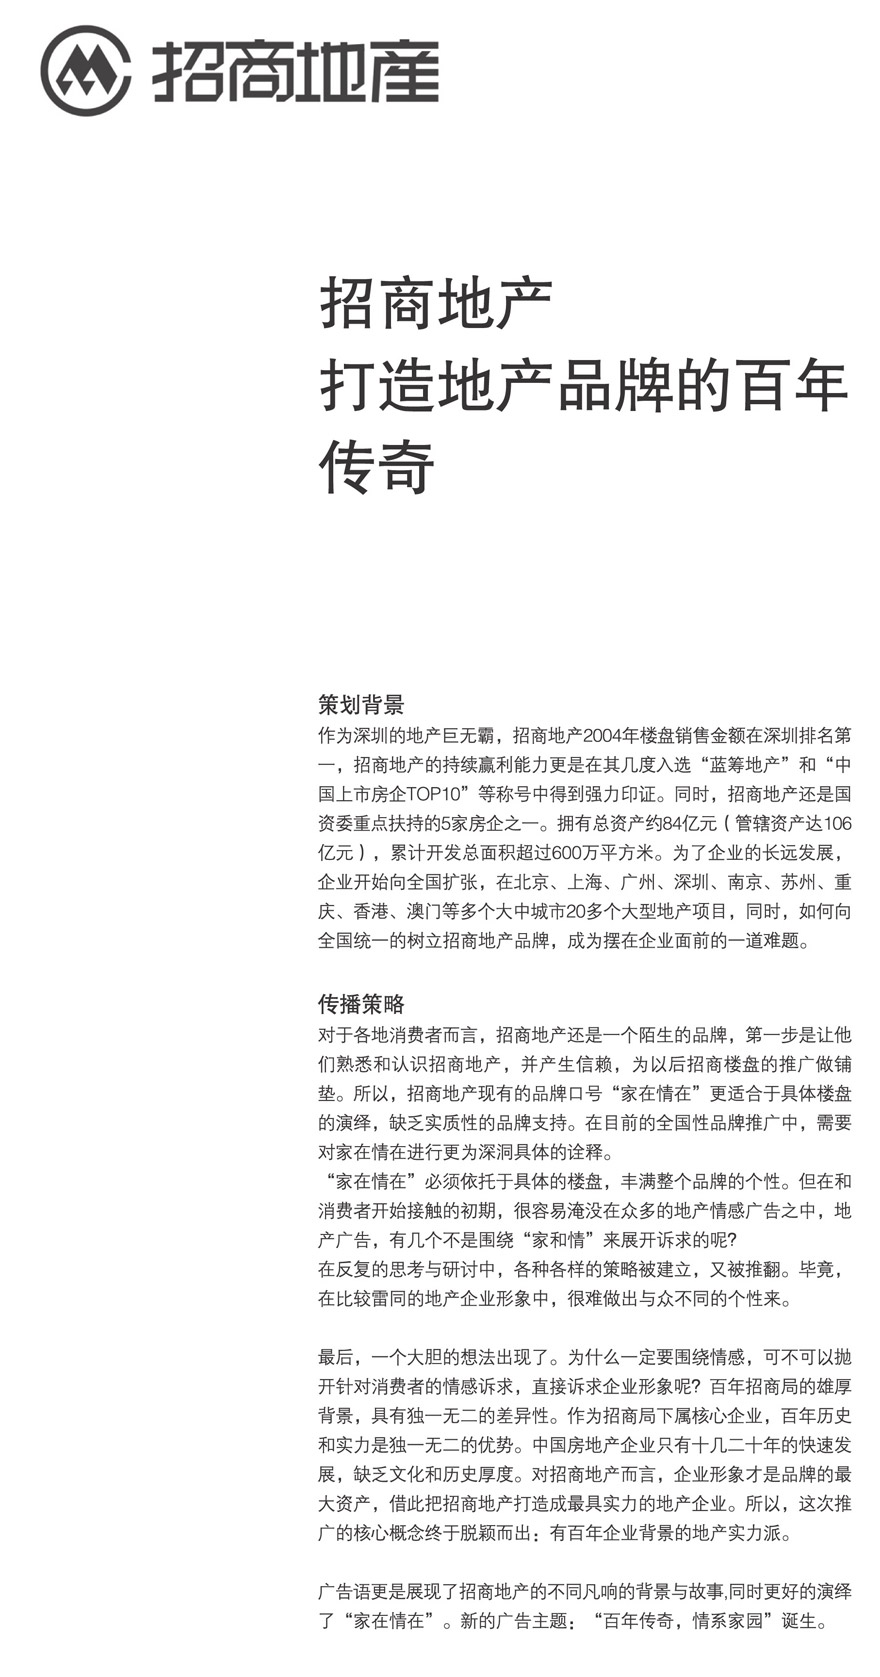 招商地産
招商地产
打造地产品牌的百年
传奇
策划背景
作为深圳的地产巨无霸，招商地产2004年楼盘销售金额在深圳排名第
一，招商地产的持续赢利能力更是在其几度入选“蓝筹地产”和“中
国上市房企TOP10”等称号中得到强力印证。同时，招商地产还是国
资委重点扶持的5家房企之一。拥有总资产约84亿元（管辖资产达106
亿元），累计开发总面积超过600万平方米。为了企业的长远发展，
企业开始向全国扩张，在北京、上海、广州、深圳、南京、苏州、重
庆、香港、澳门等多个大中城市20多个大型地产项目，同时，如何向
全国统一的树立招商地产品牌，成为摆在企业面前的一道难题。
传播策略
对于各地消费者而言，招商地产还是一个陌生的品牌，第一步是让他
们熟悉和认识招商地产，并产生信赖，为以后招商楼盘的推广做铺
垫。所以，招商地产现有的品牌口号“家在情在”更适合于具体楼盘
的演绎，缺乏实质性的品牌支持。在目前的全国性品牌推广中，需要
对家在情在进行更为深洞具体的诠释。
“家在情在”必须依托于具体的楼盘，丰满整个品牌的个性。但在和
消费者开始接触的初期，很容易淹没在众多的地产情感广告之中，地
产广告，有几个不是围绕“家和情”来展开诉求的呢？
在反复的思考与研讨中，各种各样的策略被建立，又被推翻。毕竟，
在比较雷同的地产企业形象中，很难做出与众不同的个性来。
最后，一个大胆的想法出现了。为什么一定要围绕情感，可不可以抛
开针对消费者的情感诉求，直接诉求企业形象呢？百年招商局的雄厚
背景，具有独一无二的差异性。作为招商局下属核心企业，百年历史
和实力是独一无二的优势。中国房地产企业只有十几二十年的快速发
展，缺乏文化和历史厚度。对招商地产而言，企业形象才是品牌的最
大资产，借此把招商地产打造成最具实力的地产企业。所以，这次推
广的核心概念终于脱颖而出：有百年企业背景的地产实力派。
广告语更是展现了招商地产的不同凡响的背景与故事,同时更好的演绎
了“家在情在”。新的广告主题：“百年传奇，情系家园”诞生。